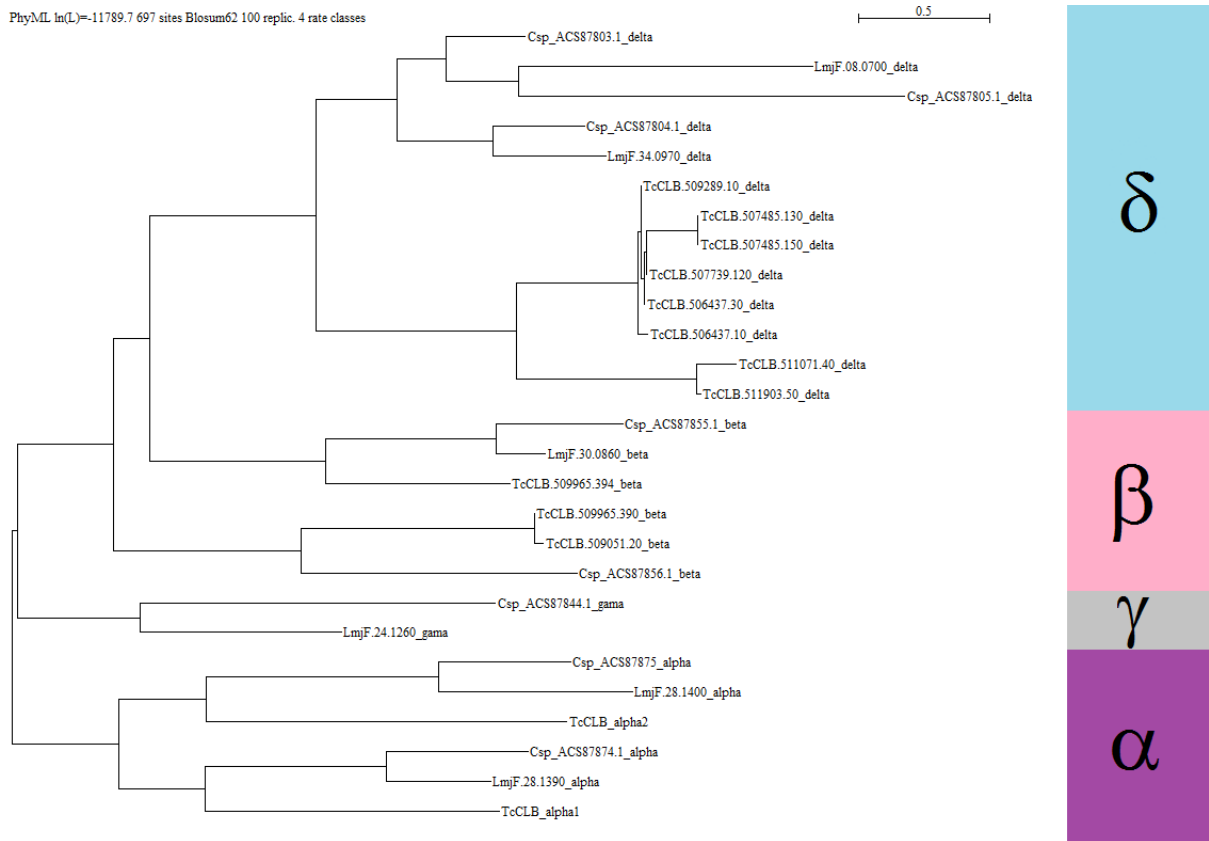 PhyML ln(L)=-11789.7 697 sites Blosum62 100 replic. 4 rate classes
0.5
Csp_ACS87803.1_delta
LmjF.08.0700_delta
Csp_ACS87805.1_delta
Csp_ACS87804.1_delta
LmjF.34.0970_delta
TcCLB.509289.10_delta
TcCLB.507485.130_delta
TcCLB.507485.150_delta
TcCLB.507739.120_delta
TcCLB.506437.30_delta
TcCLB.506437.10_delta
TcCLB.511071.40_delta
TcCLB.511903.50_delta
δ
Csp_ACS87855.1_beta
LmjF.30.0860_beta
TcCLB.509965.394_beta
TcCLB.509965.390_beta
TcCLB.509051.20_beta
Csp_ACS87856.1_beta
β
Csp_ACS87844.1_gama
LmjF.24.1260_gama
γ
Csp_ACS87875_alpha
LmjF.28.1400_alpha
TcCLB_alpha2
Csp_ACS87874.1_alpha
LmjF.28.1390_alpha
TcCLB_alpha1
α